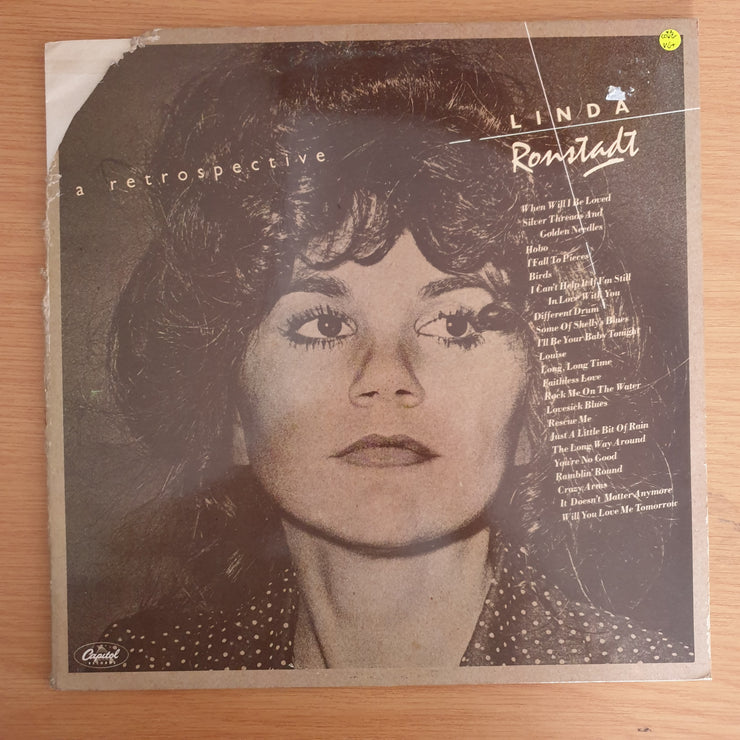 LINDA
Ronstadt
a retrospective
When Will I Be Loved
Silver Threads And
Golden Needles
Hobo
I Fall To Pieces
Birds
I Can't Help It If I'm Still
In Love With You
Different Drum
Some Of Shelly's Blues
I'll Be Your Baby Tonight
Louise
Long, Long Time
Faithless Love
Rock Me On The Water
Lovesick Blues
Rescue Me
Just A Little Bit Of Rain
The Long Way Around
You're No Good
Ramblin' Round
Crazy Arms
It Doesn't Matter Anymore
Will You Love Me Tomorrow
Capitol
RECORDS